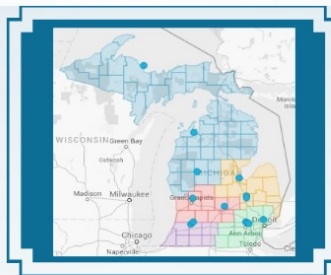 WISCONSIN
Green Bay
Oshkosh
MICHIGAN
Madison
Milwaukee
Grand Rapids
Detroit
Ann Arbor
Chicago
Toledo
Naperville